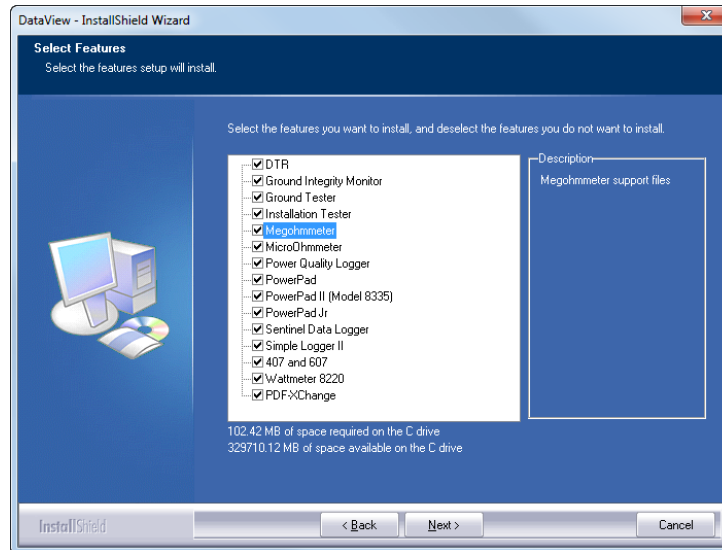 DataView - InstallShield Wizard
Select Features
Select the features setup will install.
Select the features you want to install, and deselect the features you do not want to install.
DTR
Ground Integrity Monitor
Ground Tester
Installation Tester
Megohmmeter
MicroOhmmeter
Power Quality Logger
PowerPad
PowerPad II (Model 8335)
PowerPad Jr
Sentinel Data Logger
Simple Logger II
407 and 607
Wattmeter 8220
PDF-XChange
Description
Megohmmeter support files
102.42 MB of space required on the C drive
329710.12 MB of space available on the C drive
InstallShield
< Back
Next >
Cancel